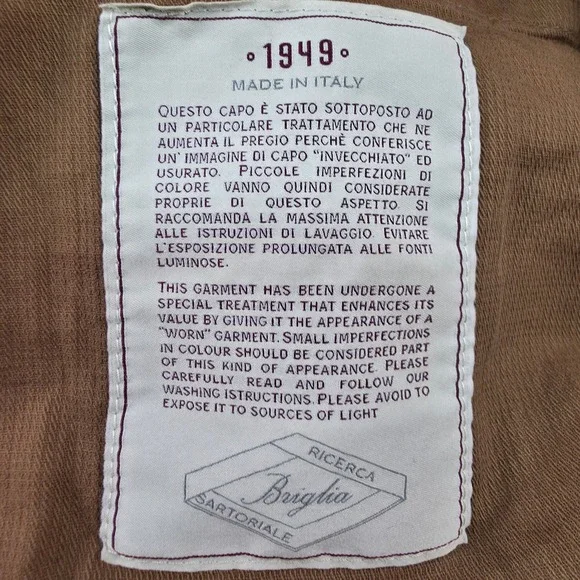 °1949°
MADE IN ITALY
QUESTO CAPO È STATO SOTTOPOSTO AD
UN PARTICOLARE TRATTAMENTO CHE NE
AUMENTA IL PREGIO PERCHÈ CONFERISCE
UN' IMMAGINE DI CAPO "INVECCHIATO" ED
USURATO. PICCOLE IMPERFEZIONI DI
COLORE VANNO QUINDI CONSIDERATE
PROPRIE DI QUESTO ASPETTO. SI
RACCOMANDA LA MASSIMA ATTENZIONE
ALLE ISTRUZIONI DI LAVAGGIO. EVITARE
L'ESPOSIZIONE PROLUNGATA ALLE FONTI
LUMINOSE.
THIS GARMENT HAS BEEN UNDERGONE A
SPECIAL TREATMENT THAT ENHANCES ITS
VALUE BY GIVING IT THE APPEARANCE OF A
"WORN" GARMENT. SMALL IMPERFECTIONS
IN COLOUR SHOULD BE CONSIDERED PART
OF THIS KIND OF APPEARANCE. PLEASE
CAREFULLY READ AND FOLLOW OUR
WASHING ISTRUCTIONS. PLEASE AVOID TO
EXPOSE IT TO SOURCES OF LIGHT
RICERCA
Briglia
SARTORIALE